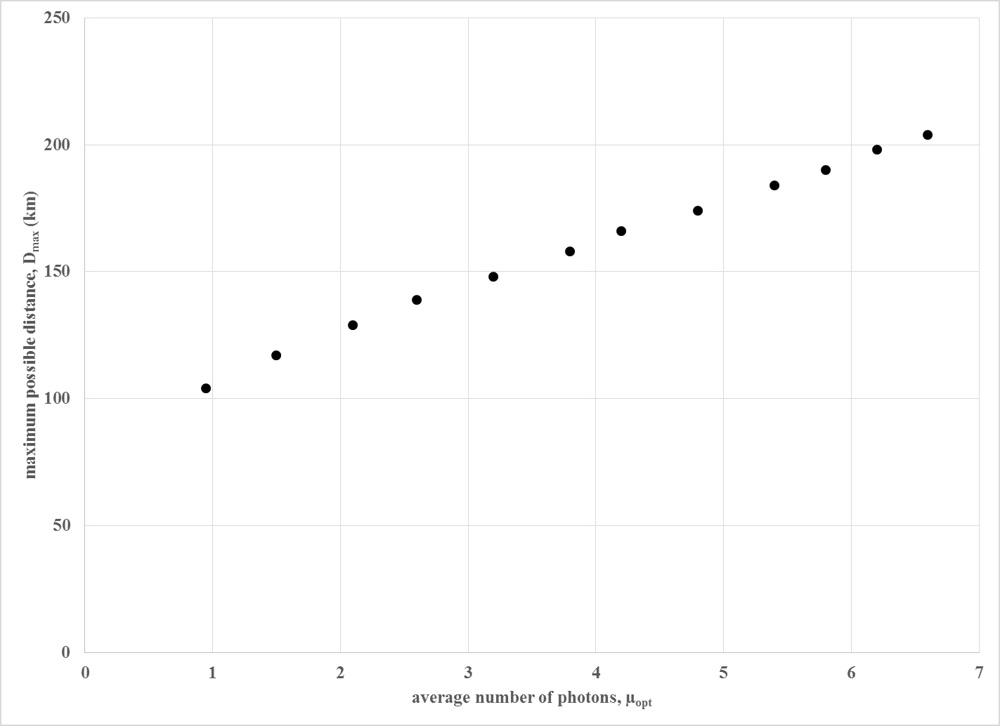 250
200
150
100
50
0
0 1 2 3 4 5 6 7
maximum possible distance, Dmax (km)
average number of photons, μopt